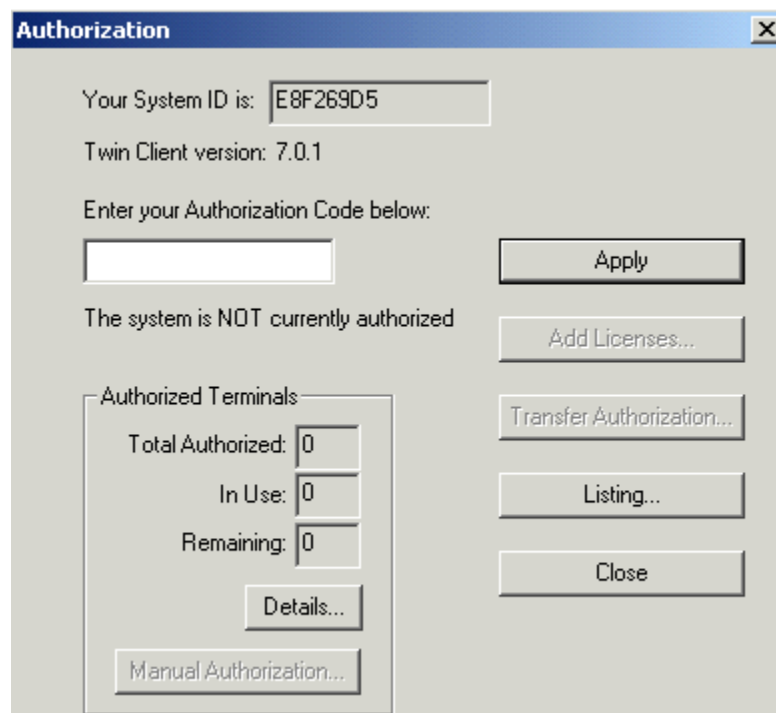 Authorization
Your System ID is: E8F269D5
Twin Client version: 7.0.1
Enter your Authorization Code below:
Apply
The system is NOT currently authorized
Add Licenses...
Authorized Terminals
Transfer Authorization...
Total Authorized: 0
In Use: 0
Listing...
Remaining: 0
Close
Details...
Manual Authorization...